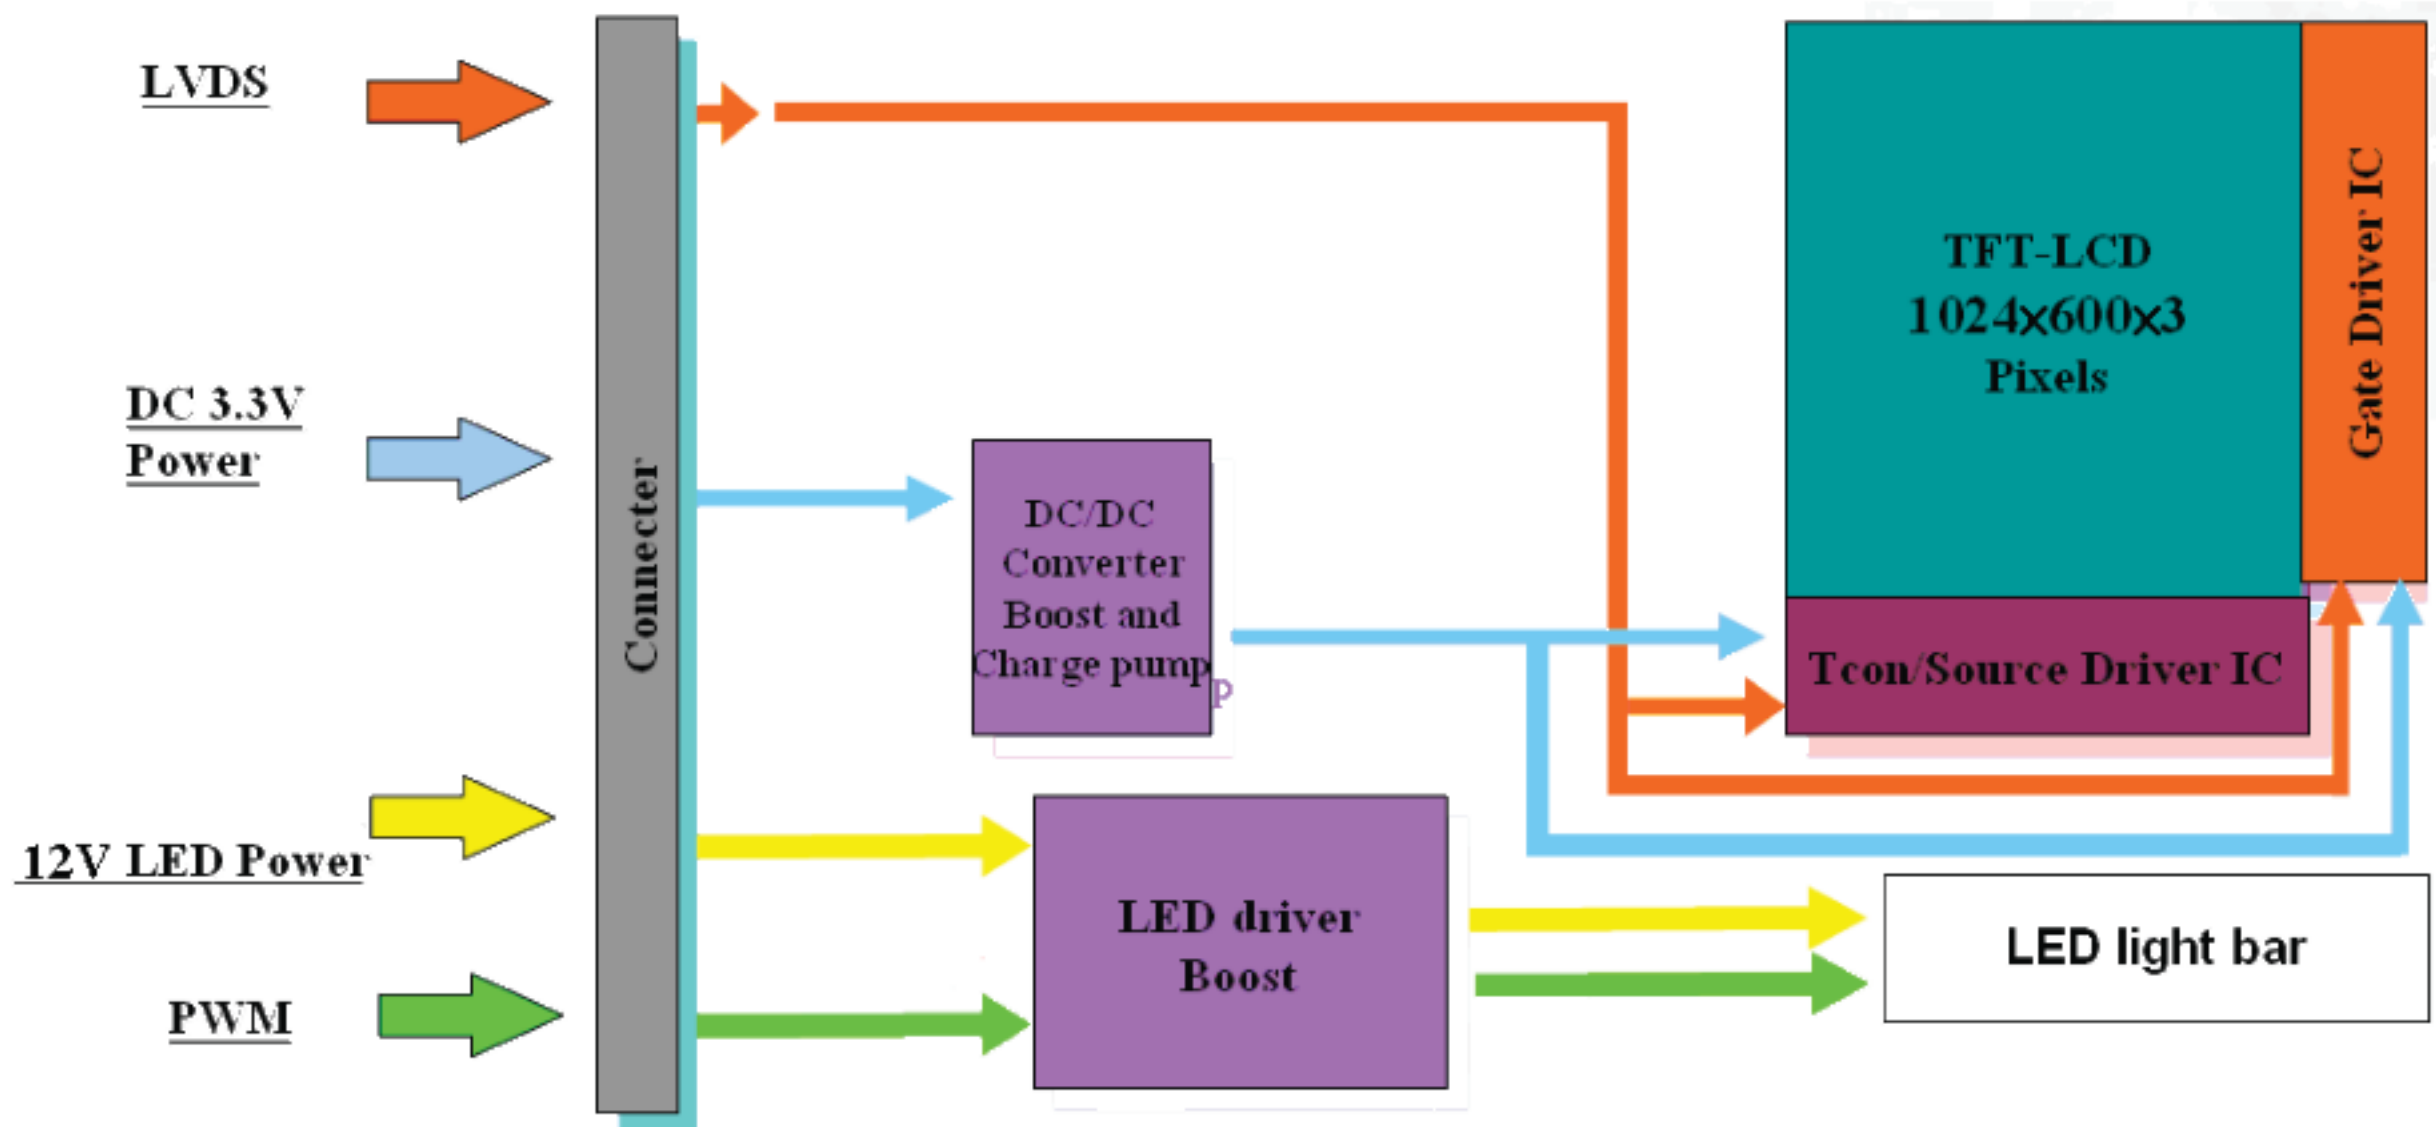 LVDS
DC 3.3V
Power
12V LED Power
PWM
Connecter
DC/DC
Converter
Boost and
Charge pump
p
LED driver
Boost
TFT-LCD
1024x600x3
Pixels
Gate Driver IC
Tcon/Source Driver IC
LED light bar